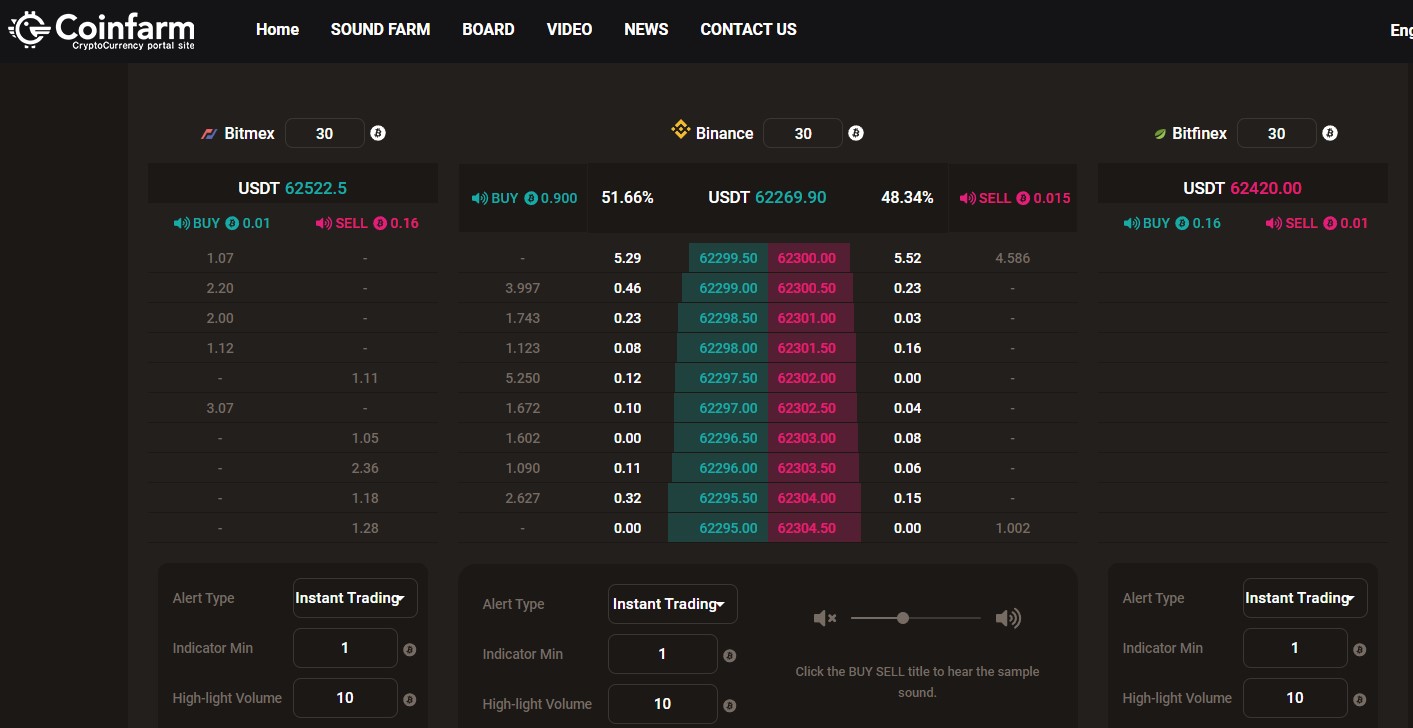 Coinfarm
CryptoCurrency portal site
Home SOUND FARM BOARD VIDEO NEWS CONTACT US
Eng
Bitmex 30
USDT 62522.5
BUY 0.01 SELL 0.16
1.07 -
2.20 -
2.00 -
1.12 -
- 1.11
3.07 -
- 1.05
- 2.36
- 1.18
- 1.28
Alert Type Instant Trading
Indicator Min 1
High-light Volume 10
Binance 30
BUY 0.900 51.66% USDT 62269.90 48.34% SELL 0.015
- 5.29 62299.50 62300.00 5.52 4.586
3.997 0.46 62299.00 62300.50 0.23 -
1.743 0.23 62298.50 62301.00 0.03 -
1.123 0.08 62298.00 62301.50 0.16 -
5.250 0.12 62297.50 62302.00 0.00 -
1.672 0.10 62297.00 62302.50 0.04 -
1.602 0.00 62296.50 62303.00 0.08 -
1.090 0.11 62296.00 62303.50 0.06 -
2.627 0.32 62295.50 62304.00 0.15 -
- 0.00 62295.00 62304.50 0.00 1.002
Alert Type Instant Trading
Indicator Min 1
High-light Volume 10
Click the BUY SELL title to hear the sample
sound.
Bitfinex 30
USDT 62420.00
BUY 0.16 SELL 0.01
Alert Type Instant Trading
Indicator Min 1
High-light Volume 10